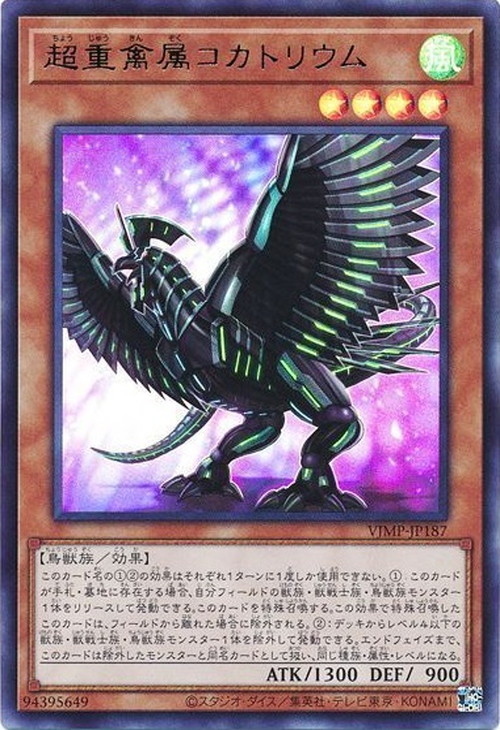 ちょう じゅう きん ぞく
超重禽属コカトリウム
風
VJMP-JP187
【鳥獣族／効果】
このカード名の①②の効果はそれぞれ1ターンに1度しか使用できない。①：このカード
が手札・墓地に存在する場合、自分フィールドの獣族・獣戦士族・鳥獣族モンスター
1体をリリースして発動できる。このカードを特殊召喚する。この効果で特殊召喚した
このカードは、フィールドから離れた場合に除外される。②：デッキからレベル4以下の
獣族・獣戦士族・鳥獣族モンスター1体を除外して発動できる。エンドフェイズまで、
このカードは除外したモンスターと同名カードとして扱い、同じ種族・属性・レベルになる。
ATK/1300 DEF/ 900
94395649
©スタジオ・ダイス／集英社・テレビ東京・KONAMI